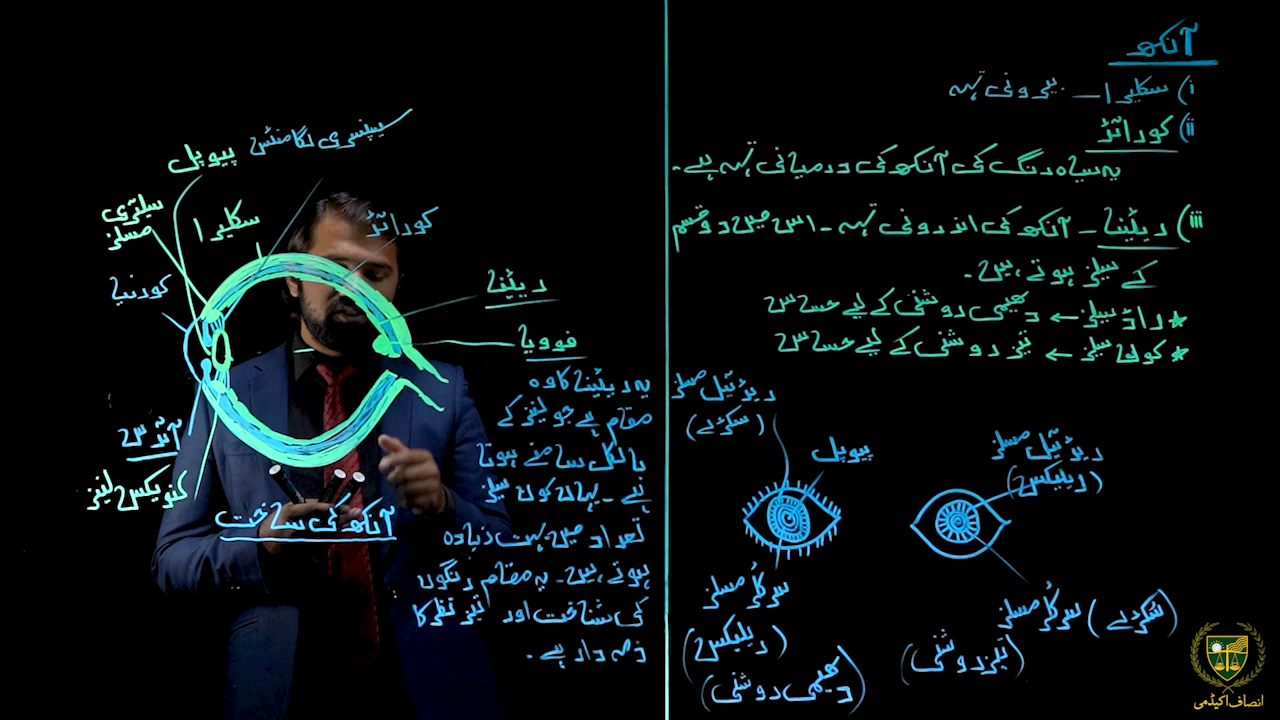 آنکھ
i) سکلیرا — بیرونی تہہ
ii) کورائڈ
یہ سیاہ رنگ کی آنکھ کی درمیانی تہہ ہے۔
iii) ریٹینا - آنکھ کی اندرونی تہہ - اس میں دو قسم
کے سیلز ہوتے ہیں۔
* راڈ سیلز ← دھیمی روشنی کے لیے حساس
* کون سیلز ← تیز روشنی کے لیے حساس
ریڈئیل مسلز
(سکڑے)
پیوپل
سرکلر مسلز
(ریلیکس)
(دھیمی روشنی)
ریڈئیل مسلز
(ریلیکس)
سرکلر مسلز (سکڑے)
(تیز روشنی)
سیلری مسلز
پیوپل
سکلیرا
کورائڈ
کورنیا
ریٹینا
فوویا
یہ ریٹینا کا وہ
مقام ہے جو لینز کے
بالکل سامنے ہوتا
ہے - یہاں کون سیلز
تعداد میں بہت زیادہ
ہوتے ہیں۔ یہ مقام رنگوں
کی شناخت اور تیز نظر کا
ذمہ دار ہے۔
آئرس
کنویکس لینز
آنکھ کی ساخت
انصاف اکیڈمی